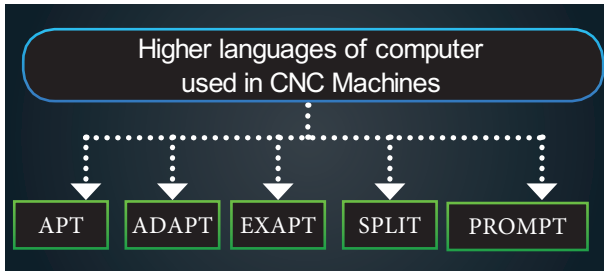 Higher languages of computer
used in CNC Machines
APT
ADAPT
EXAPT
SPLIT
PROMPT